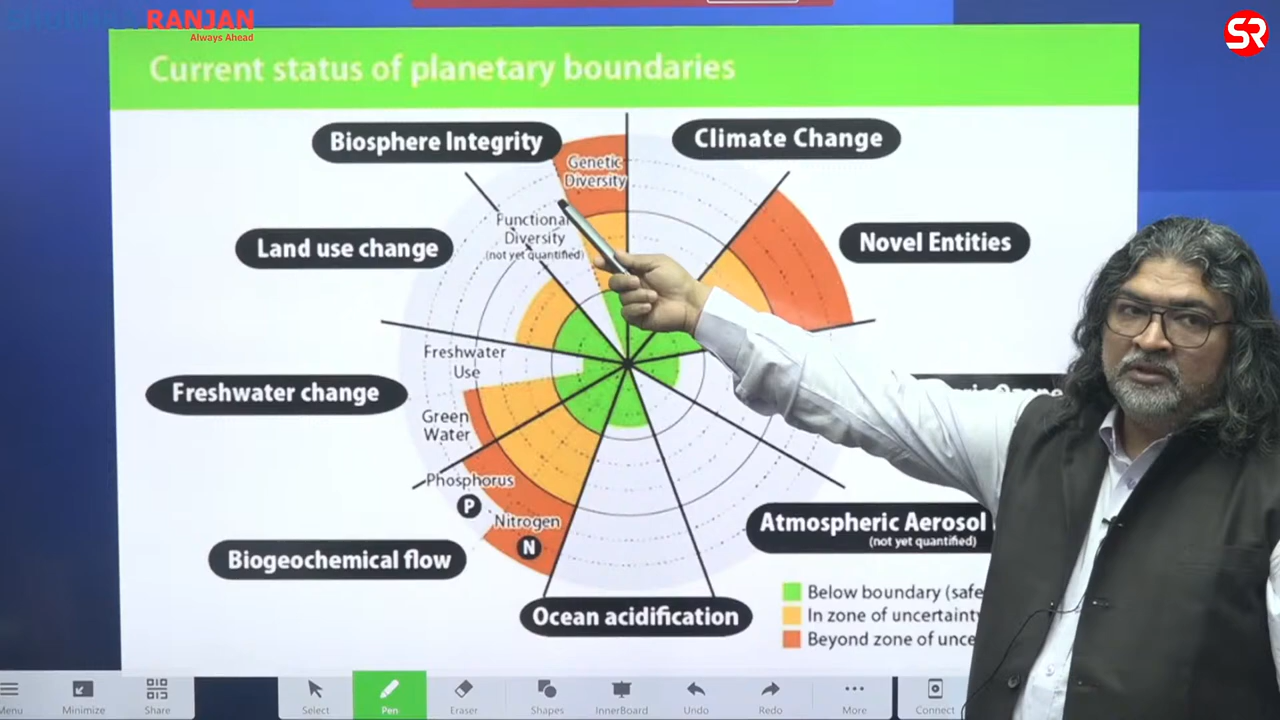 RANJAN
Always Ahead
SR
Current status of planetary boundaries
Biosphere Integrity
Climate Change
Genetic
Diversity
Functional
Diversity
(not yet quantified)
Land use change
Novel Entities
Freshwater
Use
Freshwater change
Green
Water
Phosphorus
P
Nitrogen
N
Atmospheric Aerosol
(not yet quantified)
Biogeochemical flow
Ocean acidification
Below boundary (safe
In zone of uncertainty
Beyond zone of unce
Menu
Minimize
Share
Select
Pen
Eraser
Shapes
InnerBoard
Undo
Redo
More
Connect